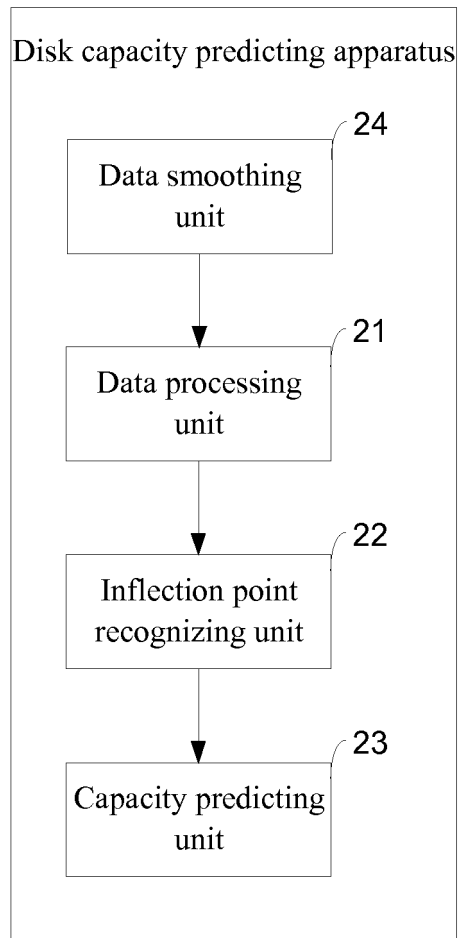 Disk capacity predicting apparatus
24
Data smoothing
unit
21
Data processing
unit
22
Inflection point
recognizing unit
23
Capacity predicting
unit